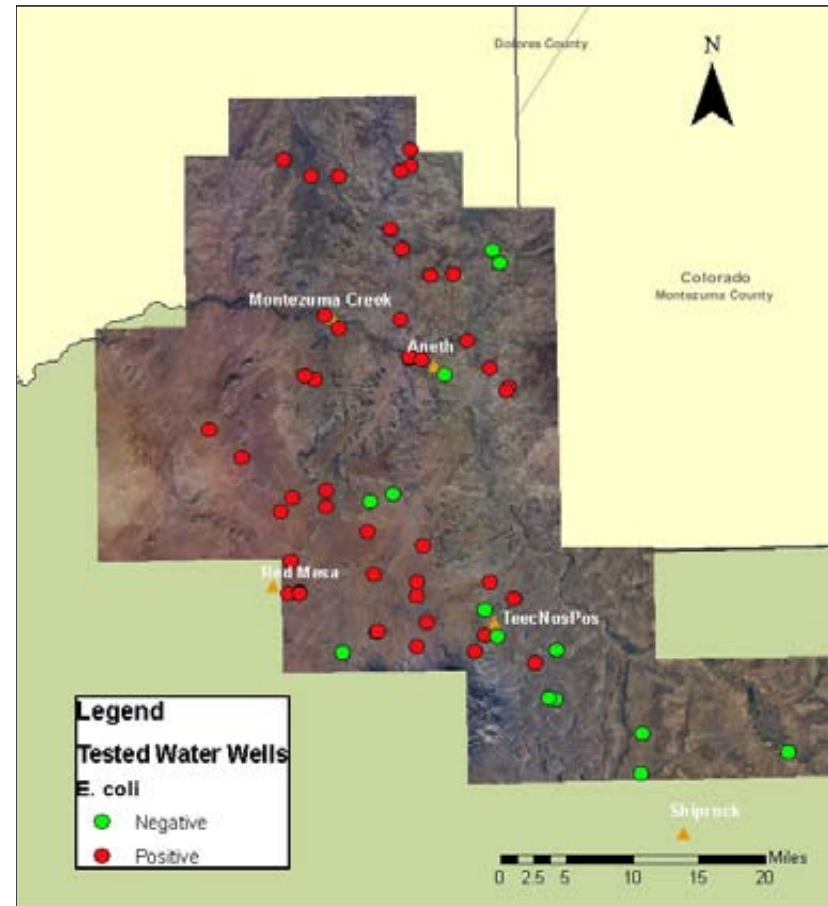 Dolores County
N
Colorado
Montezuma County
Montezuma Creek
Aneth
Red Mesa
TeecNosPos
Legend
Tested Water Wells
E. coli
Negative
Positive
Shiprock
Miles
0 2.5 5 10 15 20